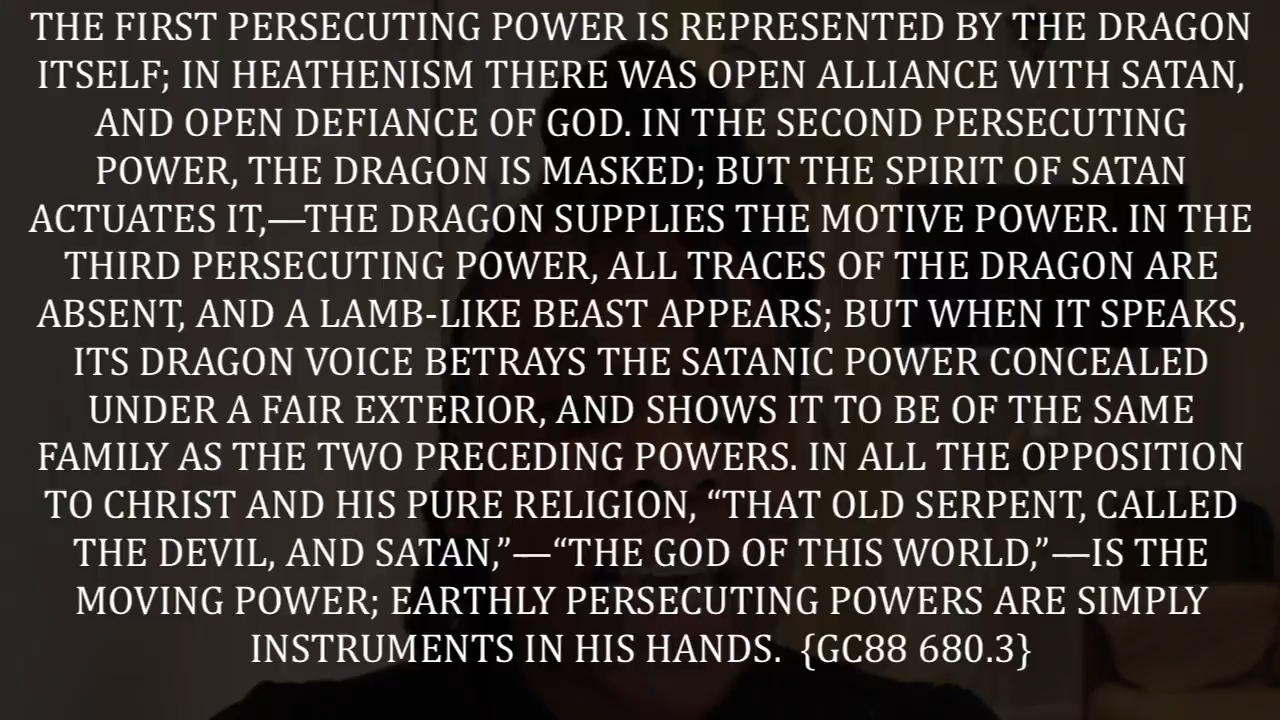 THE FIRST PERSECUTING POWER IS REPRESENTED BY THE DRAGON
ITSELF; IN HEATHENISM THERE WAS OPEN ALLIANCE WITH SATAN,
AND OPEN DEFIANCE OF GOD. IN THE SECOND PERSECUTING
POWER, THE DRAGON IS MASKED; BUT THE SPIRIT OF SATAN
ACTUATES IT,—THE DRAGON SUPPLIES THE MOTIVE POWER. IN THE
THIRD PERSECUTING POWER, ALL TRACES OF THE DRAGON ARE
ABSENT, AND A LAMB-LIKE BEAST APPEARS; BUT WHEN IT SPEAKS,
ITS DRAGON VOICE BETRAYS THE SATANIC POWER CONCEALED
UNDER A FAIR EXTERIOR, AND SHOWS IT TO BE OF THE SAME
FAMILY AS THE TWO PRECEDING POWERS. IN ALL THE OPPOSITION
TO CHRIST AND HIS PURE RELIGION, “THAT OLD SERPENT, CALLED
THE DEVIL, AND SATAN,”—“THE GOD OF THIS WORLD,”—IS THE
MOVING POWER; EARTHLY PERSECUTING POWERS ARE SIMPLY
INSTRUMENTS IN HIS HANDS. {GC88 680.3}